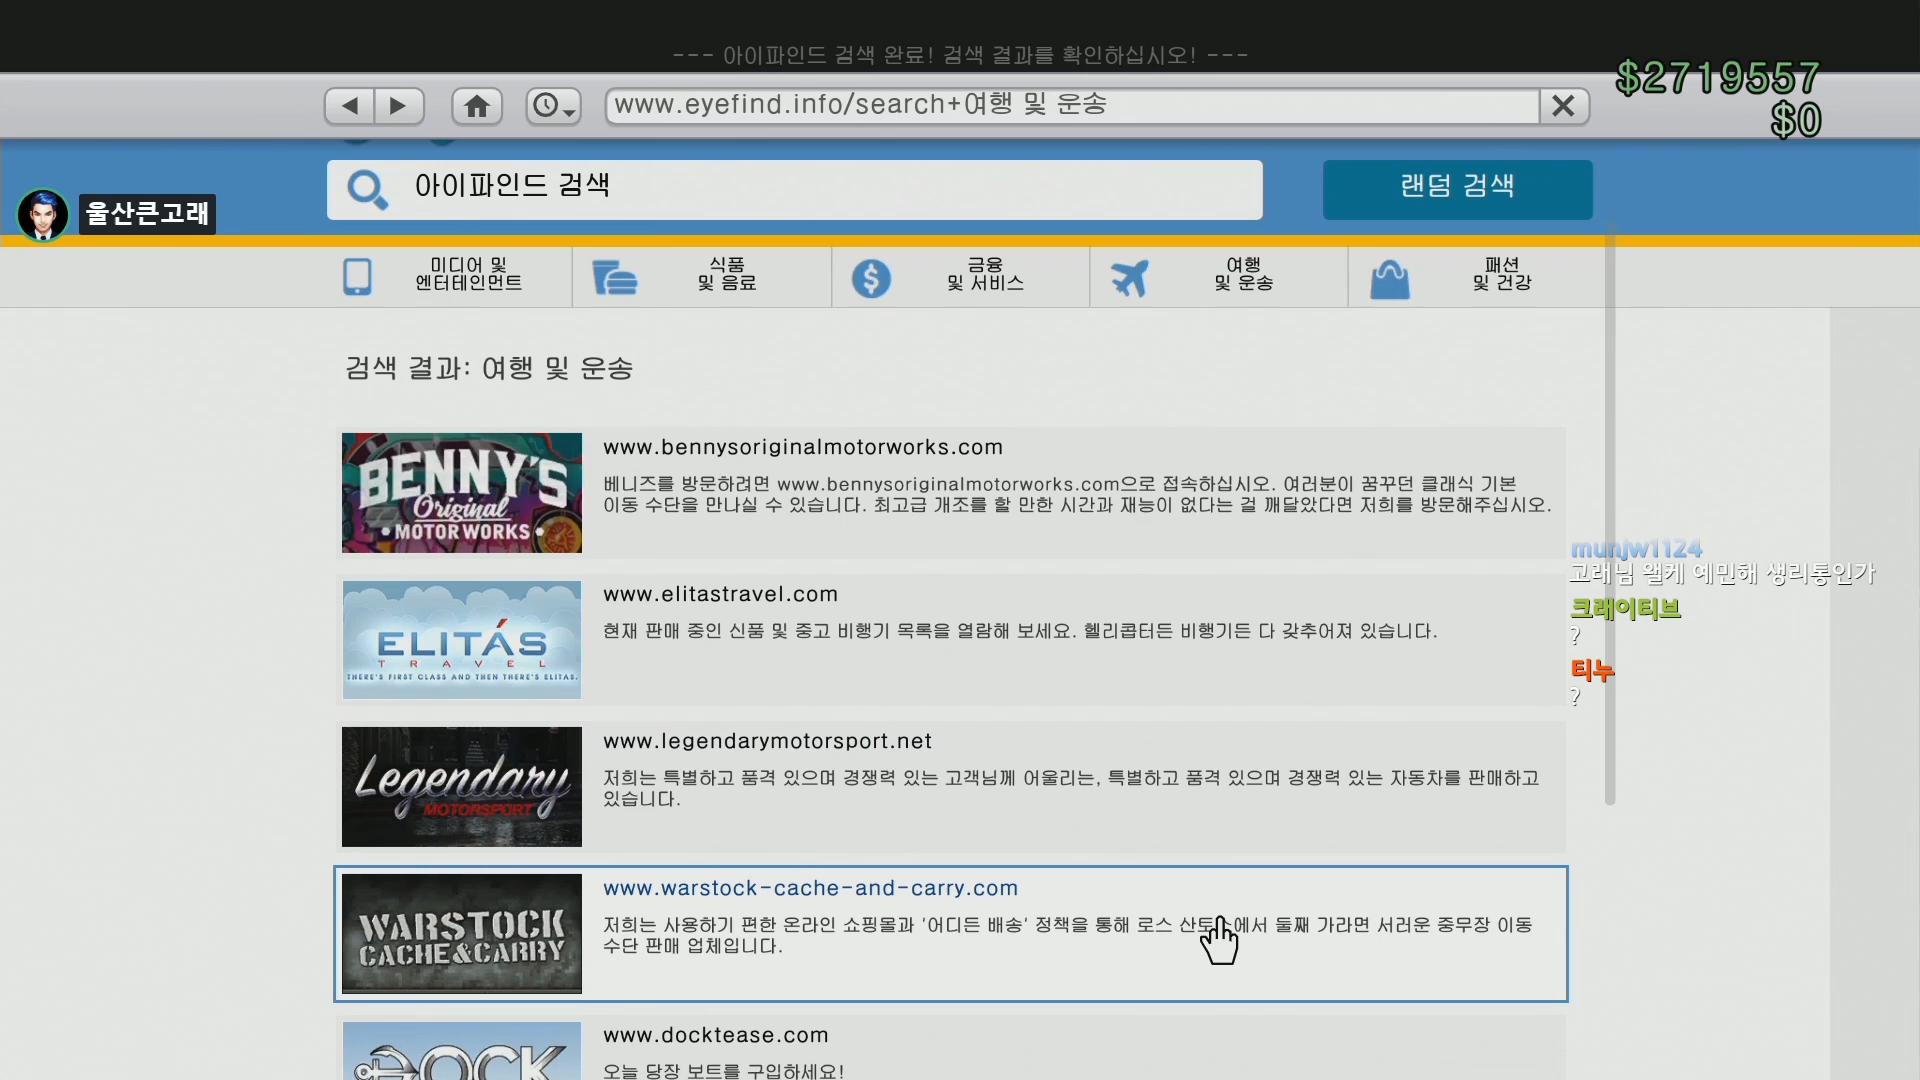 --- 아이파인드 검색 완료! 검색 결과를 확인하십시오! ---
$2719557
$0
www.eyefind.info/search+여행 및 운송
아이파인드 검색
랜덤 검색
울산큰고래
미디어 및
엔터테인먼트
식품
및 음료
금융
및 서비스
여행
및 운송
패션
및 건강
검색 결과: 여행 및 운송
BENNY'S
Original
MOTOR WORKS
www.bennysoriginalmotorworks.com
베니즈를 방문하려면 www.bennysoriginalmotorworks.com으로 접속하십시오. 여러분이 꿈꾸던 클래식 기본
이동 수단을 만나실 수 있습니다. 최고급 개조를 할 만한 시간과 재능이 없다는 걸 깨달았다면 저희를 방문해주십시오.
ELITÁS
TRAVEL
THERE'S FIRST CLASS AND THEN THERE'S ELITAS.
www.elitastravel.com
현재 판매 중인 신품 및 중고 비행기 목록을 열람해 보세요. 헬리콥터든 비행기든 다 갖추어져 있습니다.
Legendary
MOTORSPORT
www.legendarymotorsport.net
저희는 특별하고 품격 있으며 경쟁력 있는 고객님께 어울리는, 특별하고 품격 있으며 경쟁력 있는 자동차를 판매하고
있습니다.
WARSTOCK
CACHE&CARRY
www.warstock-cache-and-carry.com
저희는 사용하기 편한 온라인 쇼핑몰과 '어디든 배송' 정책을 통해 로스 에서 둘째 가라면 서러운 중무장 이동
수단 판매 업체입니다.
DOCK
www.docktease.com
오늘 당장 보트를 구입하세요!
munjw1124
고래님 왤케 예민해 생리통인가
크래이티브
?
티누
?